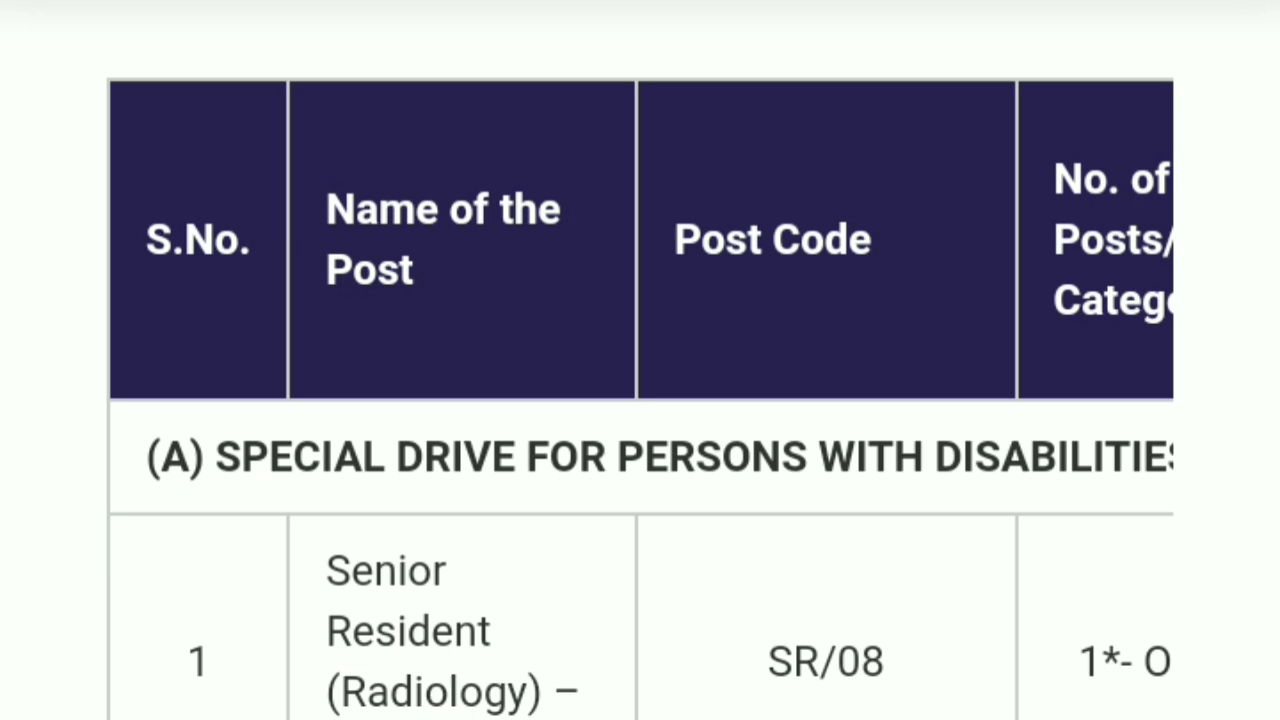 S.No.
Name of the
Post
Post Code
No. of
Posts/
(A) SPECIAL DRIVE FOR PERSONS WITH DISABILITIES
1
Senior
Resident
(Radiology) –
SR/08
1*- O